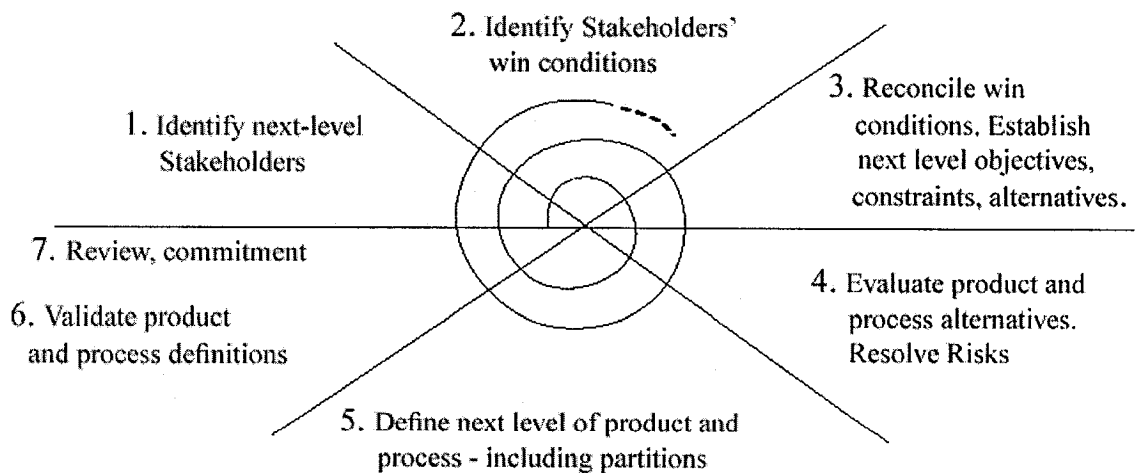 2. Identify Stakeholders’
win conditions
1. Identify next-level
Stakeholders
3. Reconcile win
conditions. Establish
next level objectives,
constraints, alternatives.
7. Review, commitment
6. Validate product
and process definitions
4. Evaluate product and
process alternatives.
Resolve Risks
5. Define next level of product and
process - including partitions